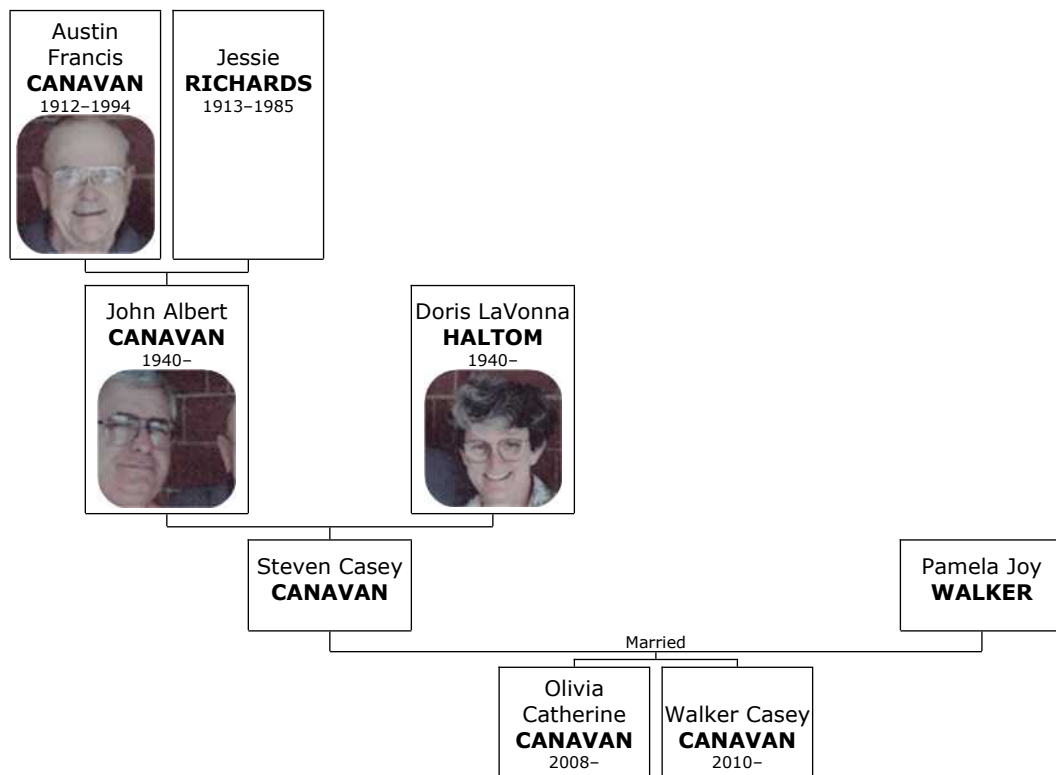 Austin
Francis
CANAVAN
1912–1994
Jessie
RICHARDS
1913–1985
John Albert
CANAVAN
1940–
Doris LaVonna
HALTOM
1940–
Steven Casey
CANAVAN
Pamela Joy
WALKER
Married
Olivia
Catherine
CANAVAN
2008–
Walker Casey
CANAVAN
2010–